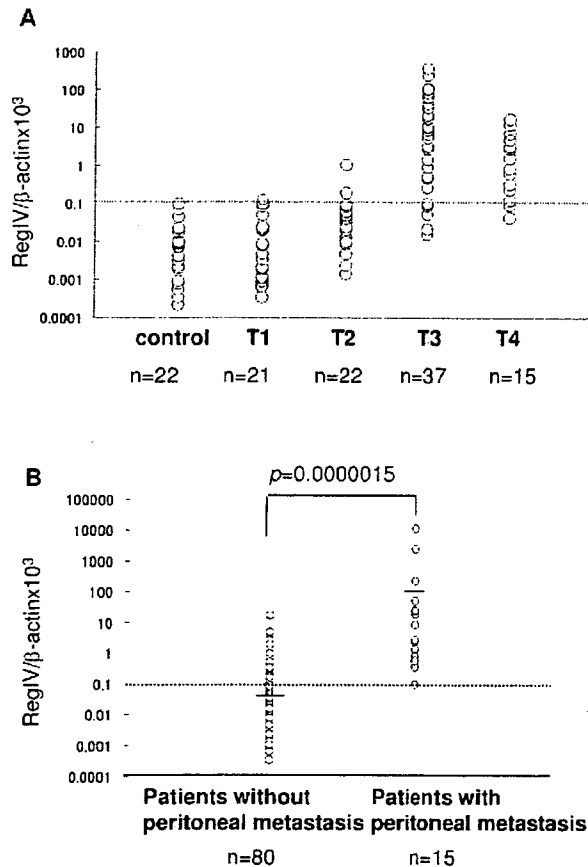 A
RegIV/β-actinx10³
1000
100
10
1
0.1
0.01
0.001
0.0001
control T1 T2 T3 T4
n=22 n=21 n=22 n=37 n=15
B
p=0.0000015
RegIV/β-actinx10³
100000
10000
1000
100
10
1
0.1
0.01
0.001
0.0001
Patients without Patients with
peritoneal metastasis peritoneal metastasis
n=80 n=15